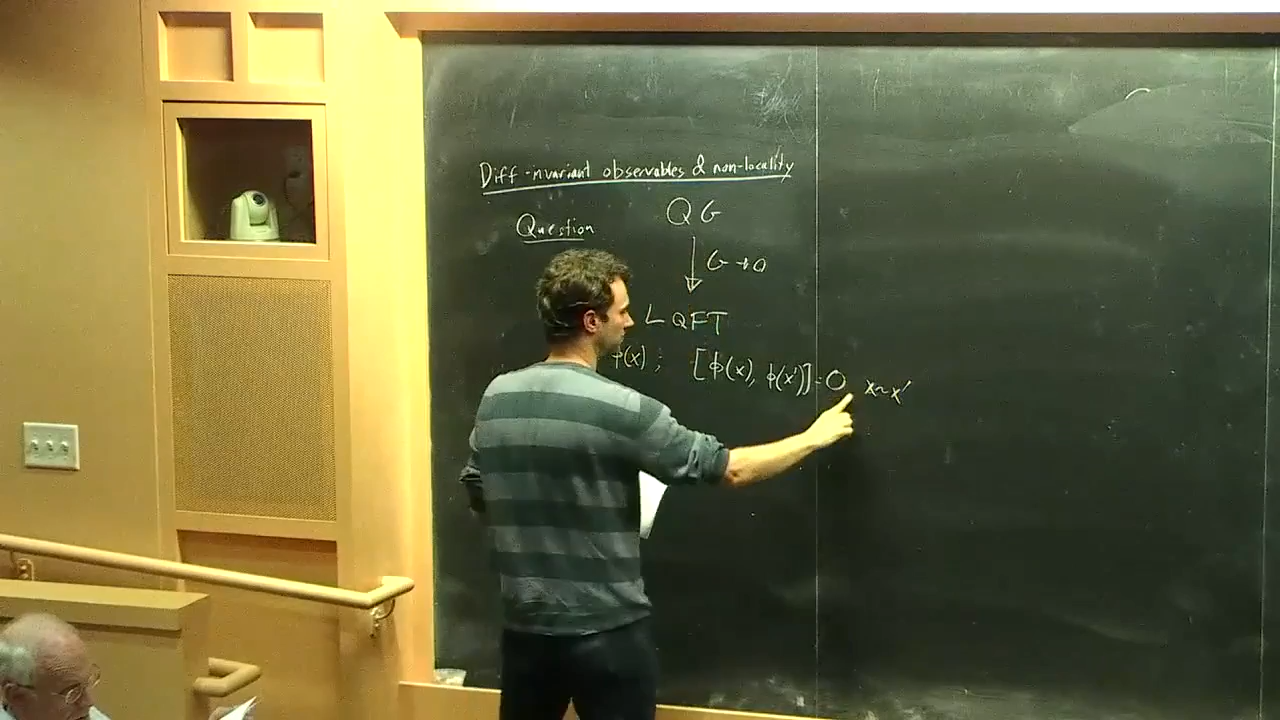 Diff-invariant observables & non-locality
Question
QG
↓ G→0
LQFT
φ(x) ; [φ(x), φ(x')] = 0 x~x'